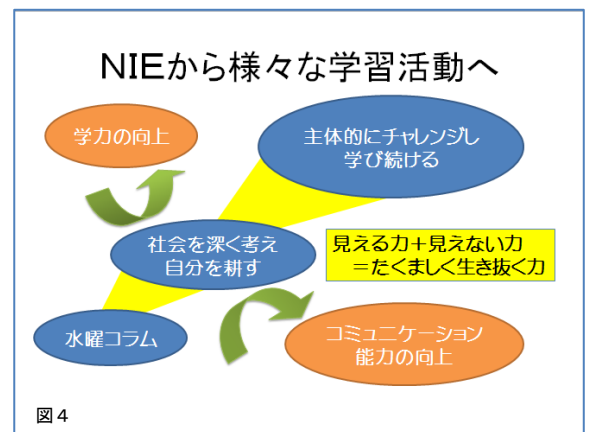 NIEから様々な学習活動へ
学力の向上
主体的にチャレンジし
学び続ける
社会を深く考え
自分を耕す
見える力＋見えない力
＝たくましく生き抜く力
水曜コラム
コミュニケーション
能力の向上
図４